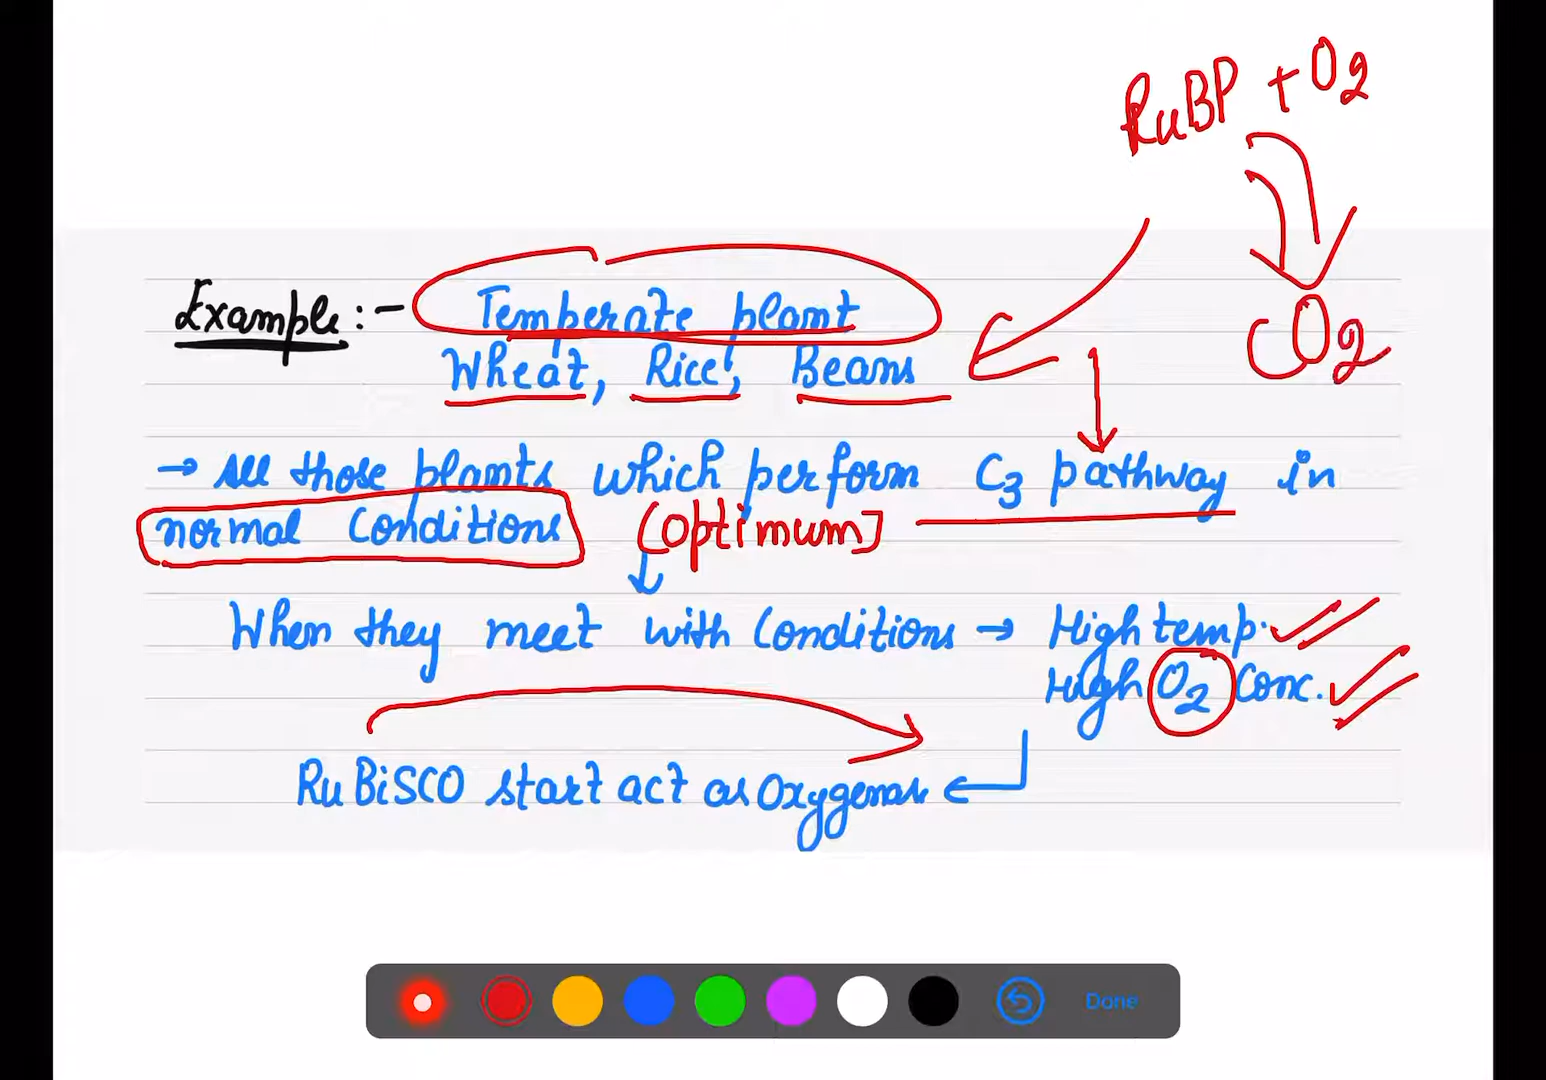 RuBP + O2
CO2
Example:- Temperate plant
Wheat, Rice, Beans
→ All those plants which perform C3 pathway in
normal Conditions (Optimum]
When they meet with Conditions → High temp.
High O2 Conc.
RuBiSCO start act as Oxygenase
Done